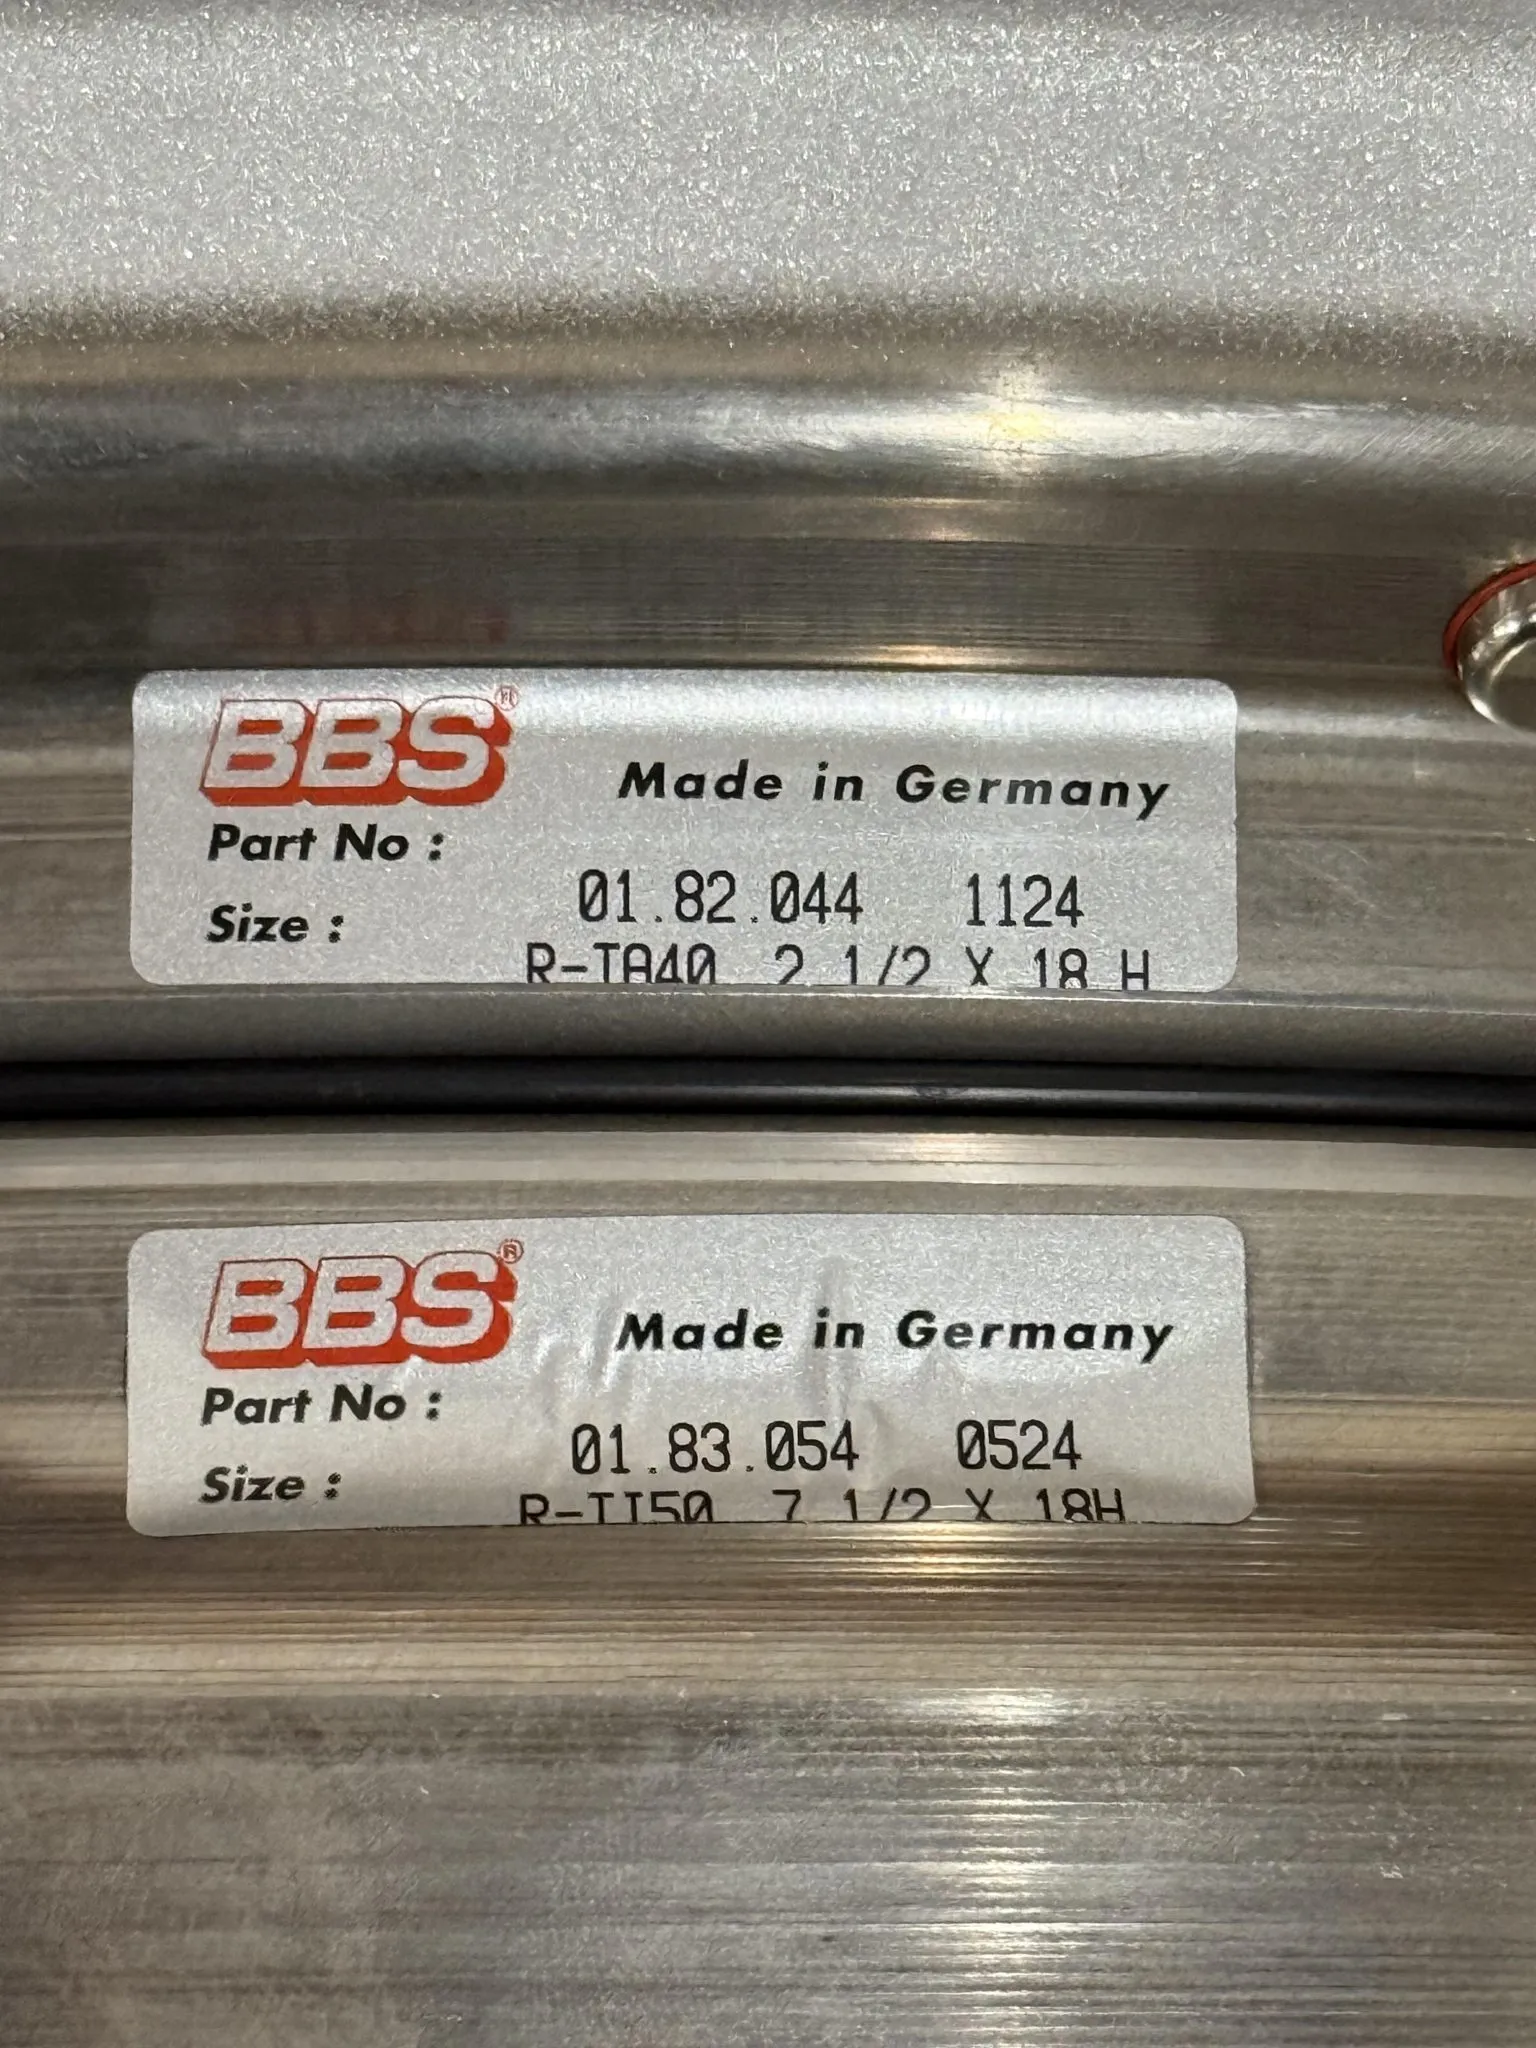 BBS®
Made in Germany
Part No :
01.82.044 1124
Size :
R-TA40 2 1/2 X 18 H
BBS®
Made in Germany
Part No :
01.83.054 0524
Size :
R-TI50 7 1/2 X 18H